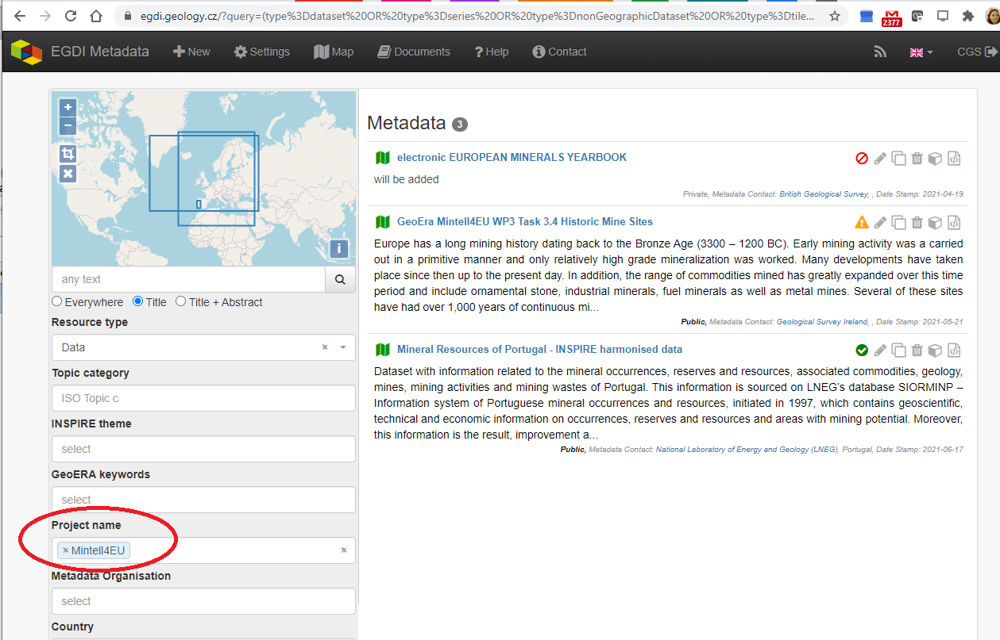 egdi.geology.cz/?query=(type%3Ddataset%20OR%20type%3Dseries%20OR%20type%3DnonGeographicDataset%20OR%20type%3Dtile...
2377
EGDI Metadata
New
Settings
Map
Documents
? Help
Contact
CGS
+
−
i
any text
Everywhere
Title
Title + Abstract
Resource type
Data
×
Topic category
ISO Topic c
INSPIRE theme
select
GeoERA keywords
select
Project name
× Mintell4EU
×
Metadata Organisation
select
Country
Metadata 3
electronic EUROPEAN MINERALS YEARBOOK
will be added
Private, Metadata Contact: British Geological Survey, , Date Stamp: 2021-04-19
GeoEra Mintell4EU WP3 Task 3.4 Historic Mine Sites
Europe has a long mining history dating back to the Bronze Age (3300 – 1200 BC). Early mining activity was a carried
out in a primitive manner and only relatively high grade mineralization was worked. Many developments have taken
place since then up to the present day. In addition, the range of commodities mined has greatly expanded over this time
period and include ornamental stone, industrial minerals, fuel minerals as well as metal mines. Several of these sites
have had over 1,000 years of continuous mi...
Public, Metadata Contact: Geological Survey Ireland, , Date Stamp: 2021-05-21
Mineral Resources of Portugal - INSPIRE harmonised data
Dataset with information related to the mineral occurrences, reserves and resources, associated commodities, geology,
mines, mining activities and mining wastes of Portugal. This information is sourced on LNEG's database SIORMINP –
Information system of Portuguese mineral occurrences and resources, initiated in 1997, which contains geoscientific,
technical and economic information on occurrences, reserves and resources and areas with mining potential. Moreover,
this information is the result, improvement a...
Public, Metadata Contact: National Laboratory of Energy and Geology (LNEG), Portugal, Date Stamp: 2021-06-17